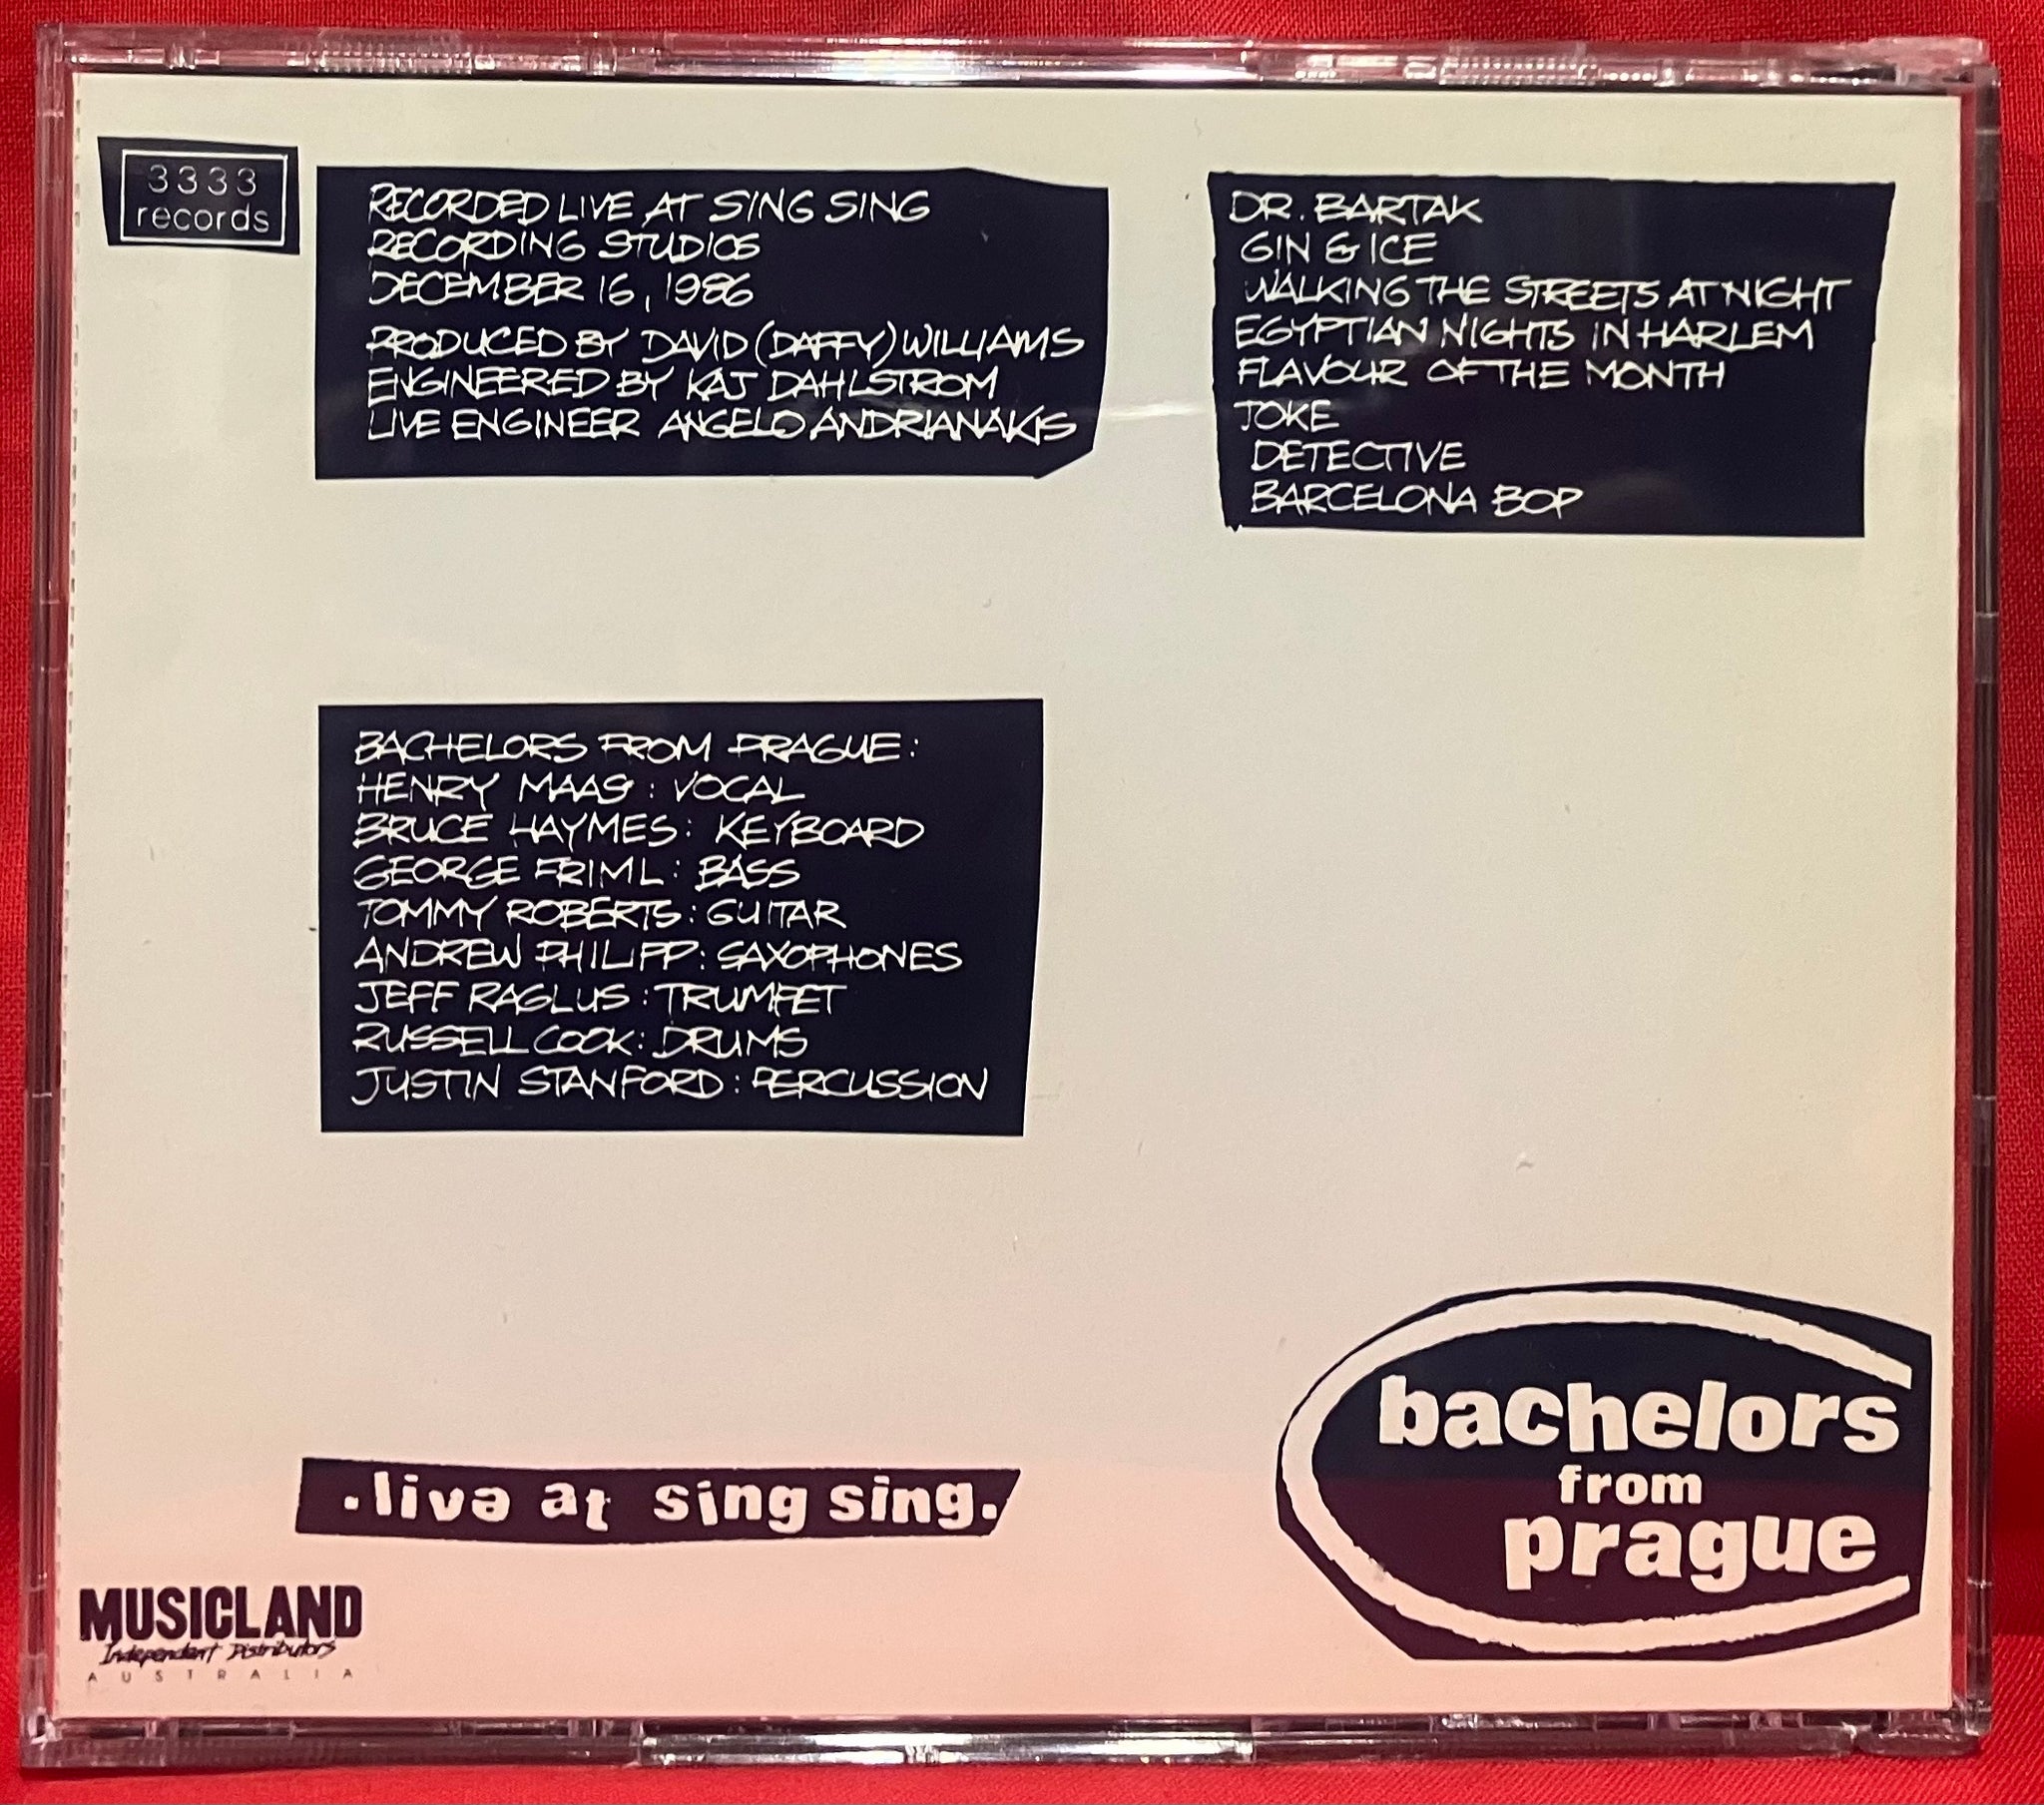 3333
records
RECORDED LIVE AT SING SING
RECORDING STUDIOS
DECEMBER 16, 1986
PRODUCED BY DAVID (DAFFY) WILLIAMS
ENGINEERED BY KAJ DAHLSTROM
LIVE ENGINEER ANGELO ANDRIANAKIS
DR. BARTAK
GIN & ICE
WALKING THE STREETS AT NIGHT
EGYPTIAN NIGHTS IN HARLEM
FLAVOUR OF THE MONTH
JOKE
DETECTIVE
BARCELONA BOP
BACHELORS FROM PRAGUE:
HENRY MAAS: VOCAL
BRUCE HAYMES: KEYBOARD
GEORGE FRIML: BASS
TOMMY ROBERTS: GUITAR
ANDREW PHILIPP: SAXOPHONES
JEFF RAGLUS: TRUMPET
RUSSELL COOK: DRUMS
JUSTIN STANFORD: PERCUSSION
.live at sing sing.
bachelors
from
prague
MUSICLAND
Independent Distributors
AUSTRALIA